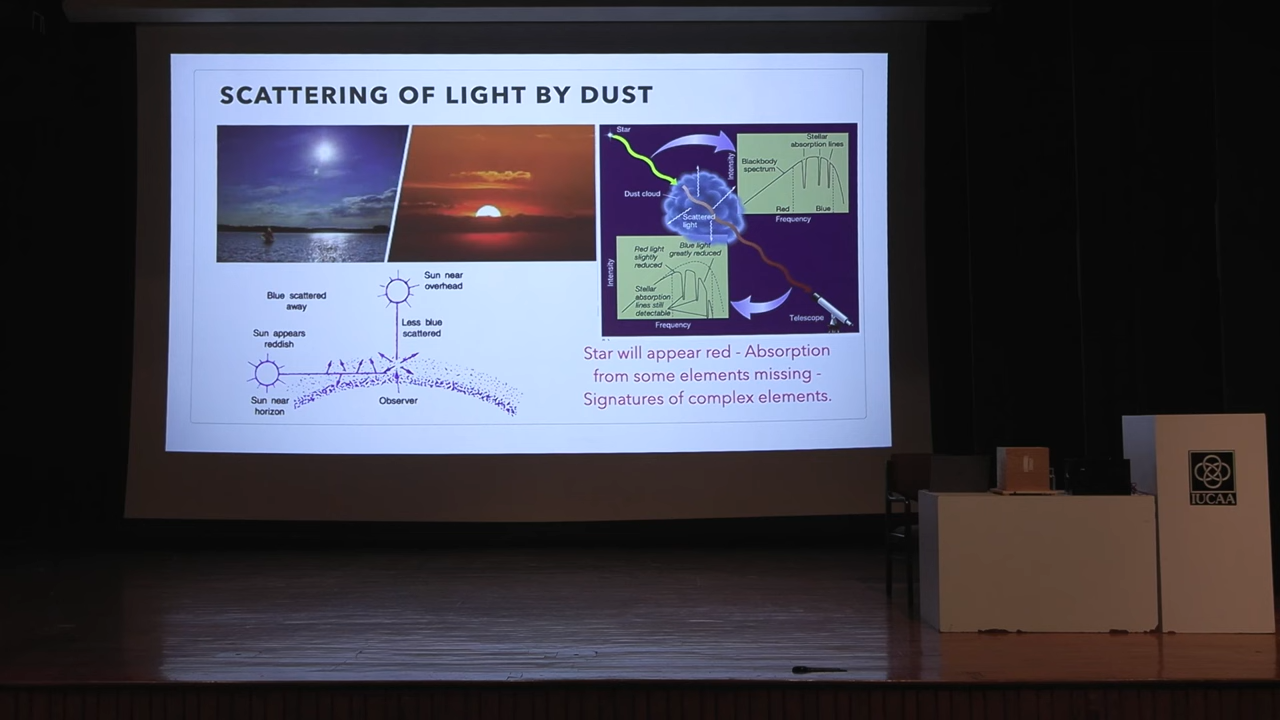 SCATTERING OF LIGHT BY DUST
Star
Stellar
absorption lines
Intensity
Blackbody
spectrum
Red
Blue
Frequency
Dust cloud
Scattered
light
Red light
slightly
reduced
Blue light
greatly reduced
Intensity
Stellar
absorption
lines still
detectable
Frequency
Telescope
Sun near
overhead
Blue scattered
away
Less blue
scattered
Sun appears
reddish
Sun near
horizon
Observer
Star will appear red - Absorption
from some elements missing -
Signatures of complex elements.
IUCAA